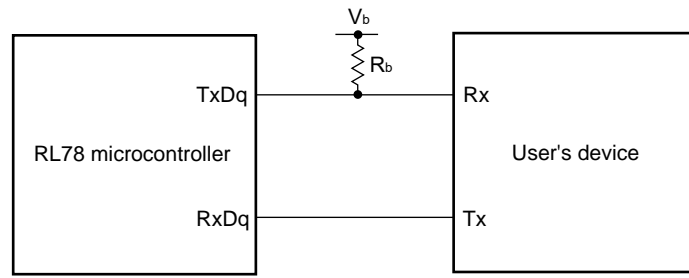 Vb
Rb
TxDq
Rx
RL78 microcontroller
User's device
RxDq
Tx